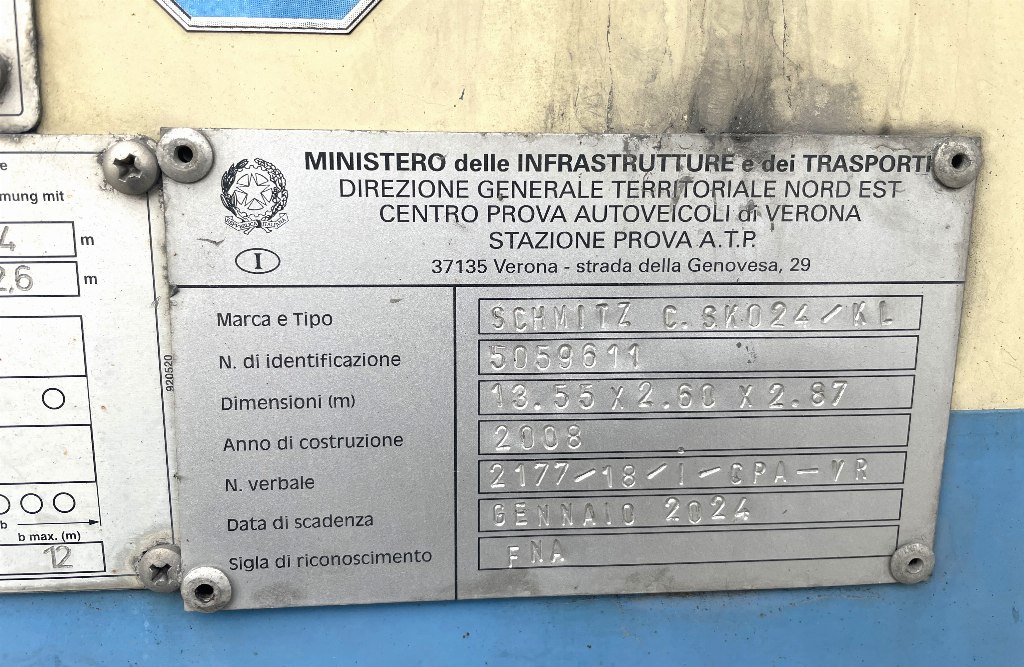 e
mung mit
4 m
2,6 m
b
b max. (m)
12
920520
MINISTERO delle INFRASTRUTTURE e dei TRASPORTI
DIREZIONE GENERALE TERRITORIALE NORD EST
CENTRO PROVA AUTOVEICOLI di VERONA
STAZIONE PROVA A.T.P.
37135 Verona - strada della Genovesa, 29
I
Marca e Tipo SCHMITZ C.SKO24/KL
N. di identificazione 5059611
Dimensioni (m) 13.55 X 2.60 X 2.87
Anno di costruzione 2008
N. verbale 2177/18/I-CPA-VR
Data di scadenza GENNAIO 2024
Sigla di riconoscimento FNA